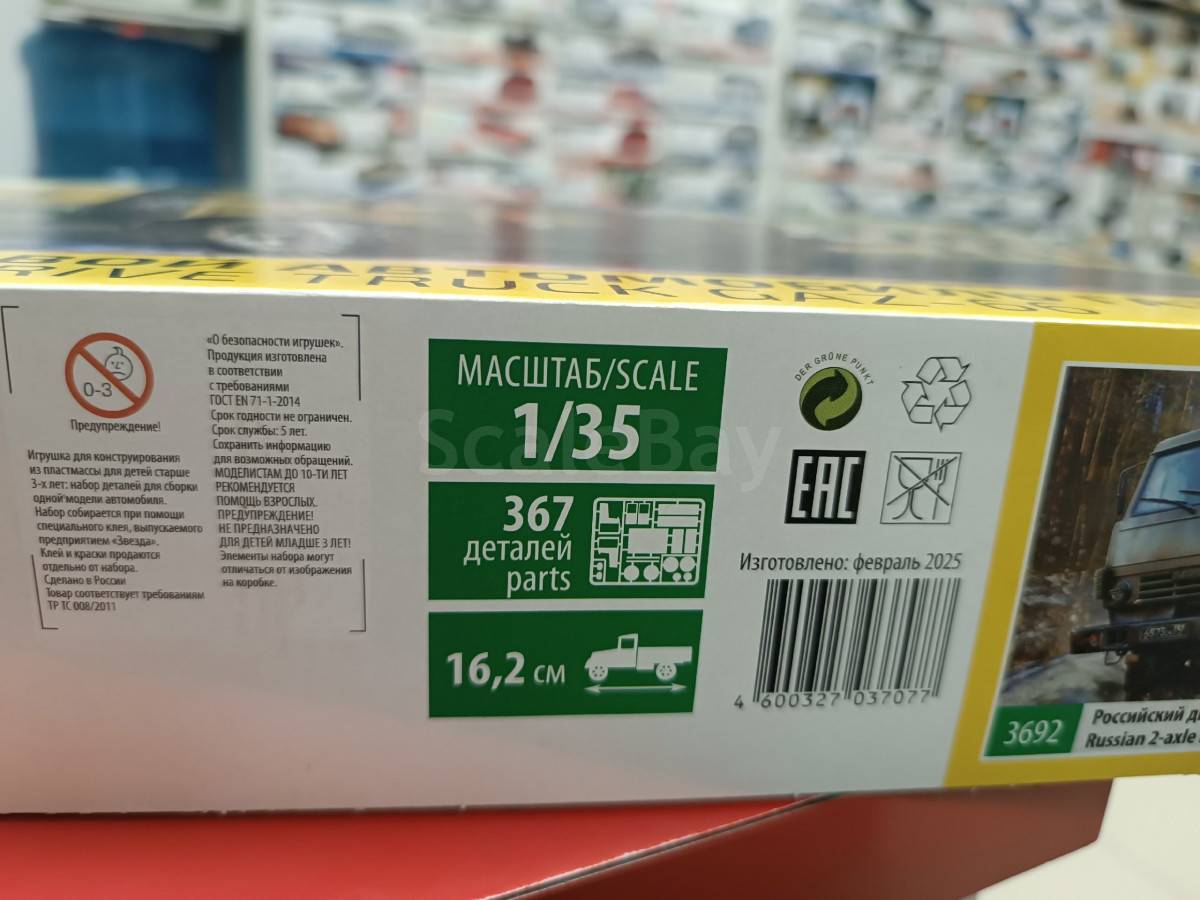 TRUCK GAZ-66
0-3
Предупреждение!
Игрушка для конструирования
из пластмассы для детей старше
3-х лет: набор деталей для сборки
одной модели автомобиля.
Набор собирается при помощи
специального клея, выпускаемого
предприятием «Звезда».
Клей и краски продаются
отдельно от набора.
Сделано в России
Товар соответствует требованиям
ТР ТС 008/2011
«О безопасности игрушек».
Продукция изготовлена
в соответствии
с требованиями
ГОСТ EN 71-1-2014
Срок годности не ограничен.
Срок службы: 5 лет.
Сохранить информацию
для возможных обращений.
МОДЕЛИСТАМ ДО 10-ТИ ЛЕТ
РЕКОМЕНДУЕТСЯ
ПОМОЩЬ ВЗРОСЛЫХ.
ПРЕДУПРЕЖДЕНИЕ!
НЕ ПРЕДНАЗНАЧЕНО
ДЛЯ ДЕТЕЙ МЛАДШЕ 3 ЛЕТ!
Элементы набора могут
отличаться от изображения
на коробке.
МАСШТАБ/SCALE
1/35
367
деталей
parts
16,2 см
DER GRÜNE PUNKT
EAC
Изготовлено: февраль 2025
4 600327 037077
3692
Российский
Russian 2-axle
ScaleBay